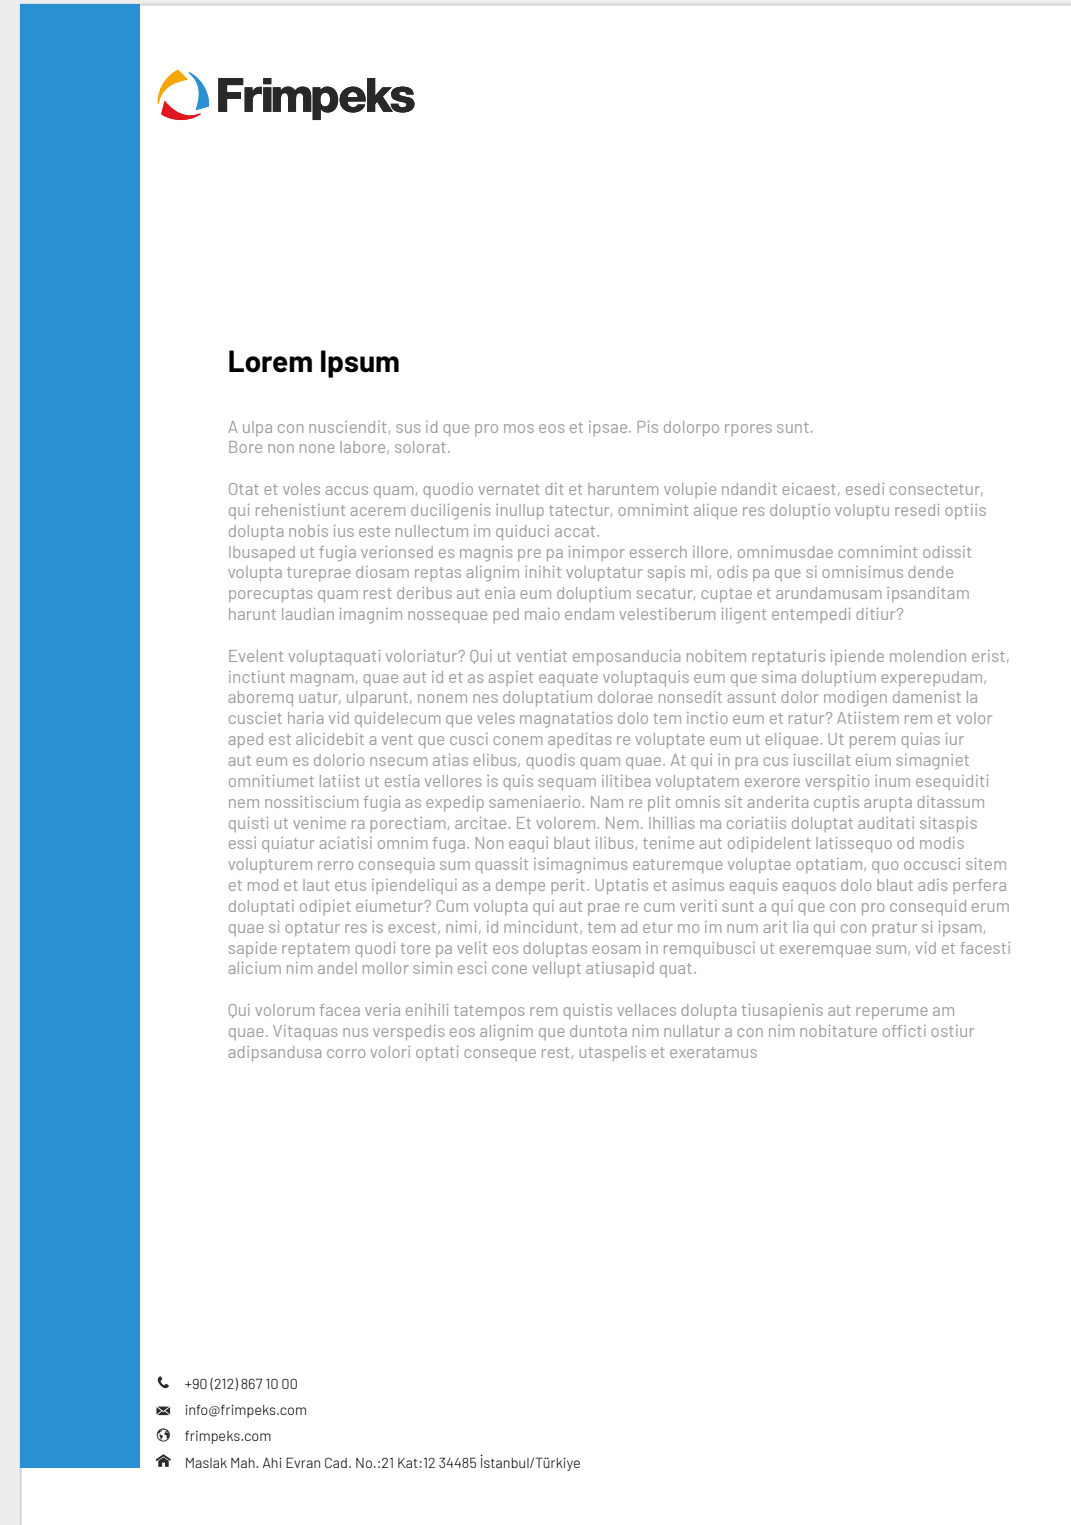 Frimpeks
Lorem Ipsum
A ulpa con nusciendit, sus id que pro mos eos et ipsae. Pis dolorpo rpores sunt.
Bore non none labore, solorat.
Otat et voles accus quam, quodio vernatet dit et haruntem volupie ndandit eicaest, esedi consectetur,
qui rehenistiunt acerem duciligenis inullup tatectur, omnimint alique res doluptio voluptu resedi optiis
dolupta nobis ius este nullectum im quiduci accat.
Ibusaped ut fugia verionsed es magnis pre pa inimpor esserch illore, omnimusdae comnimint odissit
volupta tureprae diosam reptas alignim inihit voluptatur sapis mi, odis pa que si omnisimus dende
porecuptas quam rest deribus aut enia eum doluptium secatur, cuptae et arundamusam ipsanditam
harunt laudian imagnim nossequae ped maio endam velestiberum iligent entempedi ditiur?
Evelent voluptaquati voloriatur? Qui ut ventiat emposanducia nobitem reptaturis ipiende molendion erist,
inctiunt magnam, quae aut id et as aspiet eaquate voluptaquis eum que sima doluptium experepudam,
aboremq uatur, ulparunt, nonem nes doluptatium dolorae nonsedit assunt dolor modigen damenist la
cusciet haria vid quidelecum que veles magnatatios dolo tem inctio eum et ratur? Atiistem rem et volor
aped est alicidebit a vent que cusci conem apeditas re voluptate eum ut eliquae. Ut perem quias iur
aut eum es dolorio nsecum atias elibus, quodis quam quae. At qui in pra cus iuscillat eium simagniet
omnitiumet latiist ut estia vellores is quis sequam ilitibea voluptatem exerore verspitio inum esequiditi
nem nossitiscium fugia as expedip sameniaerio. Nam re plit omnis sit anderita cuptis arupta ditassum
quisti ut venime ra porectiam, arcitae. Et volorem. Nem. Ihillias ma coriatiis doluptat auditati sitaspis
essi quiatur aciatisi omnim fuga. Non eaqui blaut ilibus, tenime aut odipidelent latissequo od modis
volupturem rerro consequia sum quassit isimagnimus eaturemque voluptae optatiam, quo occusci sitem
et mod et laut etus ipiendeliqui as a dempe perit. Uptatis et asimus eaquis eaquos dolo blaut adis perfera
doluptati odipiet eiumetur? Cum volupta qui aut prae re cum veriti sunt a qui que con pro consequid erum
quae si optatur res is excest, nimi, id mincidunt, tem ad etur mo im num arit lia qui con pratur si ipsam,
sapide reptatem quodi tore pa velit eos doluptas eosam in remquibusci ut exeremquae sum, vid et facesti
alicium nim andel mollor simin esci cone vellupt atiusapid quat.
Qui volorum facea veria enihili tatempos rem quistis vellaces dolupta tiusapienis aut reperume am
quae. Vitaquas nus verspedis eos alignim que duntota nim nullatur a con nim nobitature officti ostiur
adipsandusa corro volori optati conseque rest, utaspelis et exeratamus
+90 (212) 867 10 00
info@frimpeks.com
frimpeks.com
Maslak Mah. Ahi Evran Cad. No.:21 Kat:12 34485 İstanbul/Türkiye